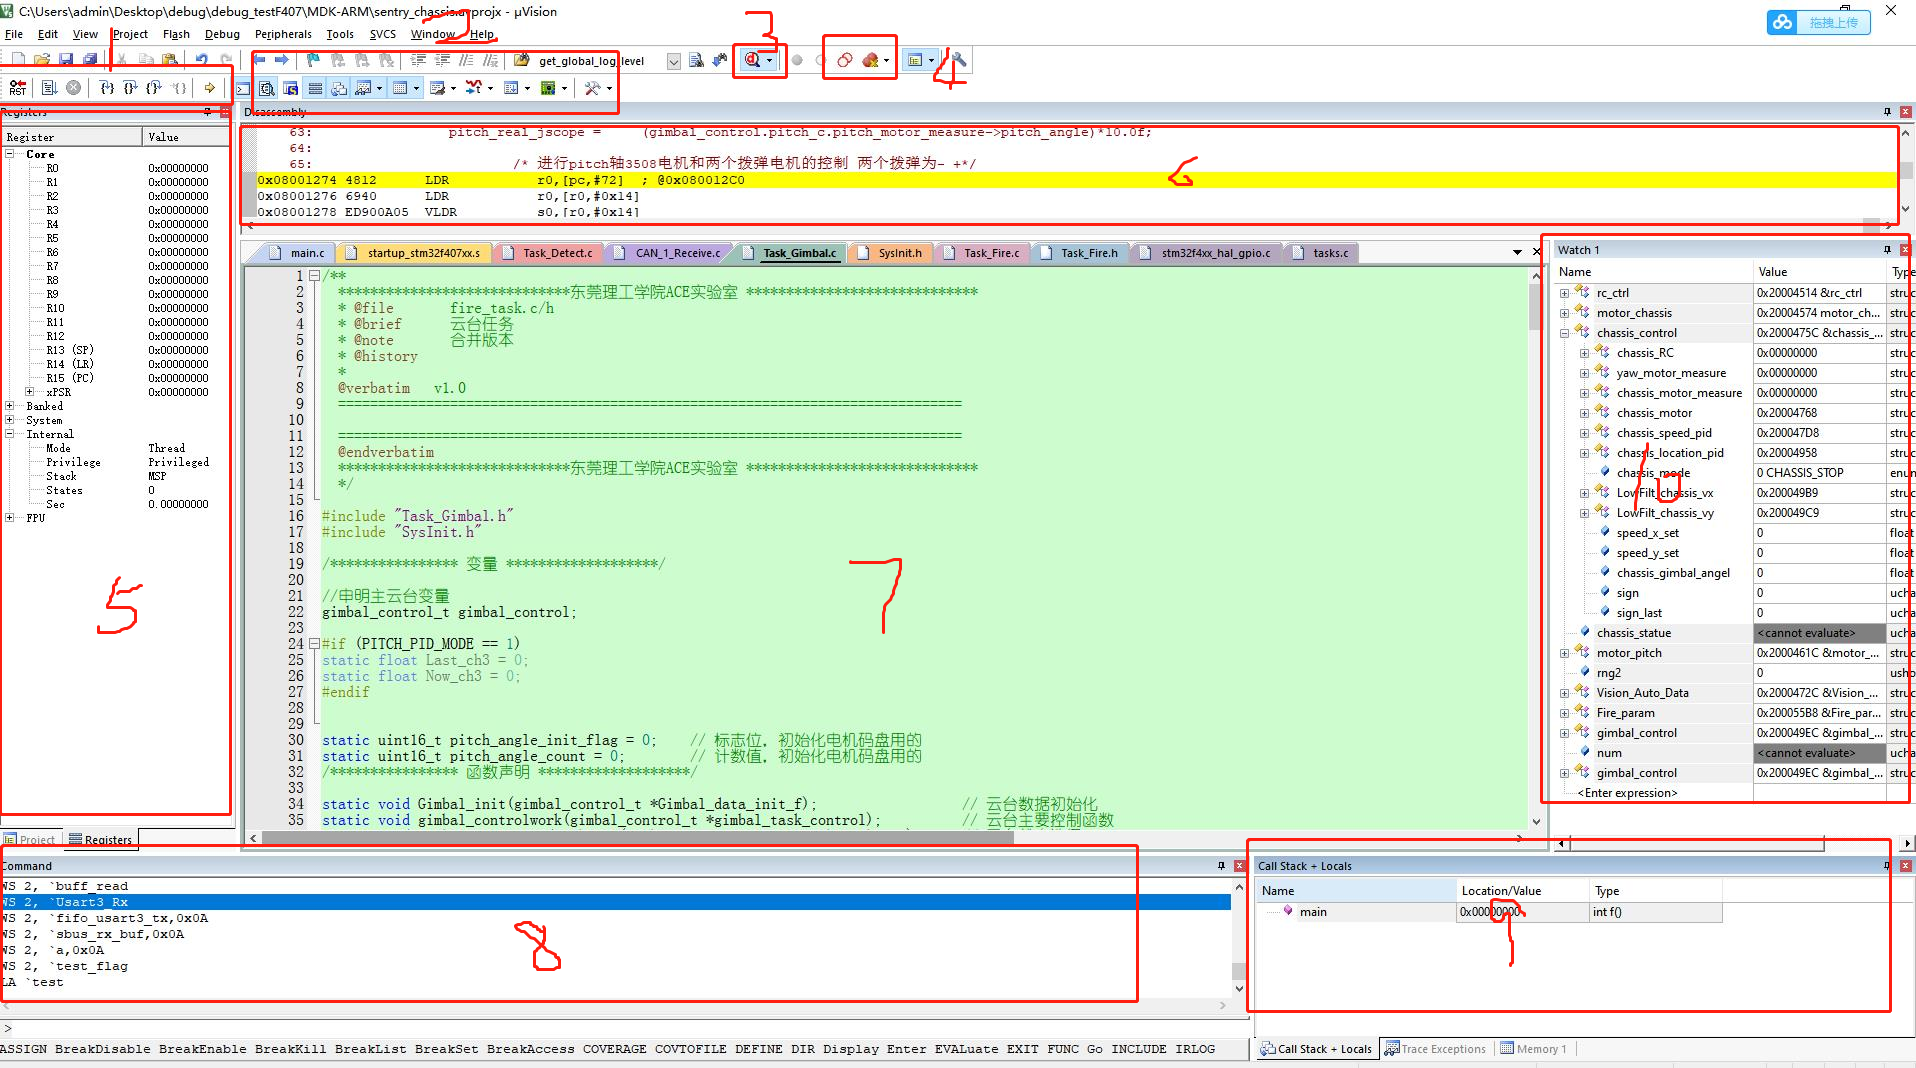 C:\Users\admin\Desktop\debug\debug_testF407\MDK-ARM\sentry_chassis.uvprojx - µVision
拖拽上传
File Edit View Project Flash Debug Peripherals Tools SVCS Window Help
1
2
3
4
get_global_log_level
RST
Registers
Register Value
Core
R0 0x00000000
R1 0x00000000
R2 0x00000000
R3 0x00000000
R4 0x00000000
R5 0x00000000
R6 0x00000000
R7 0x00000000
R8 0x00000000
R9 0x00000000
R10 0x00000000
R11 0x00000000
R12 0x00000000
R13 (SP) 0x00000000
R14 (LR) 0x00000000
R15 (PC) 0x00000000
xPSR 0x00000000
Banked
System
Internal
Mode Thread
Privilege Privileged
Stack MSP
States 0
Sec 0.00000000
FPU
5
Project Registers
Disassembly
63: pitch_real_jscope = (gimbal_control.pitch_c.pitch_motor_measure->pitch_angle)*10.0f;
64:
65: /* 进行pitch轴3508电机和两个拨弹电机的控制 两个拨弹为- +*/
0x08001274 4812 LDR r0,[pc,#72] ; @0x080012C0
0x08001276 6940 LDR r0,[r0,#0x14]
0x08001278 ED900A05 VLDR s0,[r0,#0x14]
6
main.c startup_stm32f407xx.s Task_Detect.c CAN_1_Receive.c Task_Gimbal.c SysInit.h Task_Fire.c Task_Fire.h stm32f4xx_hal_gpio.c tasks.c
1 /**
2 *****************************东莞理工学院ACE实验室 *****************************
3 * @file fire_task.c/h
4 * @brief 云台任务
5 * @note 合并版本
6 * @history
7 *
8 @verbatim v1.0
9 ==============================================================================
10
11 ==============================================================================
12 @endverbatim
13 *****************************东莞理工学院ACE实验室 *****************************
14 */
15
16 #include "Task_Gimbal.h"
17 #include "SysInit.h"
18
19 /**************** 变量 *******************/
20
21 //申明主云台变量
22 gimbal_control_t gimbal_control;
23
24 #if (PITCH_PID_MODE == 1)
25 static float Last_ch3 = 0;
26 static float Now_ch3 = 0;
27 #endif
28
29
30 static uint16_t pitch_angle_init_flag = 0; // 标志位, 初始化电机码盘用的
31 static uint16_t pitch_angle_count = 0; // 计数值, 初始化电机码盘用的
32 /**************** 函数声明 *******************/
33
34 static void Gimbal_init(gimbal_control_t *Gimbal_data_init_f); // 云台数据初始化
35 static void gimbal_controlwork(gimbal_control_t *gimbal_task_control); // 云台主要控制函数
7
Watch 1
Name Value Type
rc_ctrl 0x20004514 &rc_ctrl struc
motor_chassis 0x20004574 motor_ch... struc
chassis_control 0x2000475C &chassis_... struc
chassis_RC 0x00000000 struc
yaw_motor_measure 0x00000000 struc
chassis_motor_measure 0x00000000 struc
chassis_motor 0x20004768 struc
chassis_speed_pid 0x200047D8 struc
chassis_location_pid 0x20004958 struc
chassis_mode 0 CHASSIS_STOP enum
LowFilt_chassis_vx 0x200049B9 struc
LowFilt_chassis_vy 0x200049C9 struc
speed_x_set 0 float
speed_y_set 0 float
chassis_gimbal_angel 0 float
sign 0 ucha
sign_last 0 ucha
chassis_statue <cannot evaluate> ucha
motor_pitch 0x2000461C &motor_... struc
rng2 0 usho
Vision_Auto_Data 0x2000472C &Vision_... struc
Fire_param 0x200055B8 &Fire_par... struc
gimbal_control 0x200049EC &gimbal_... struc
num <cannot evaluate> ucha
gimbal_control 0x200049EC &gimbal_... struc
<Enter expression>
10
Command
WS 2, `buff_read
WS 2, `Usart3_Rx
WS 2, `fifo_usart3_tx,0x0A
WS 2, `sbus_rx_buf,0x0A
WS 2, `a,0x0A
WS 2, `test_flag
LA `test
8
>
ASSIGN BreakDisable BreakEnable BreakKill BreakList BreakSet BreakAccess COVERAGE COVTOFILE DEFINE DIR Display Enter EVALuate EXIT FUNC Go INCLUDE IRLOG
Call Stack + Locals
Name Location/Value Type
main 0x00000000 int f()
9
Call Stack + Locals Trace Exceptions Memory 1